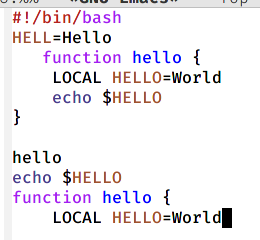 #!/bin/bash
HELL=Hello
function hello {
LOCAL HELLO=World
echo $HELLO
}
hello
echo $HELLO
function hello {
LOCAL HELLO=World